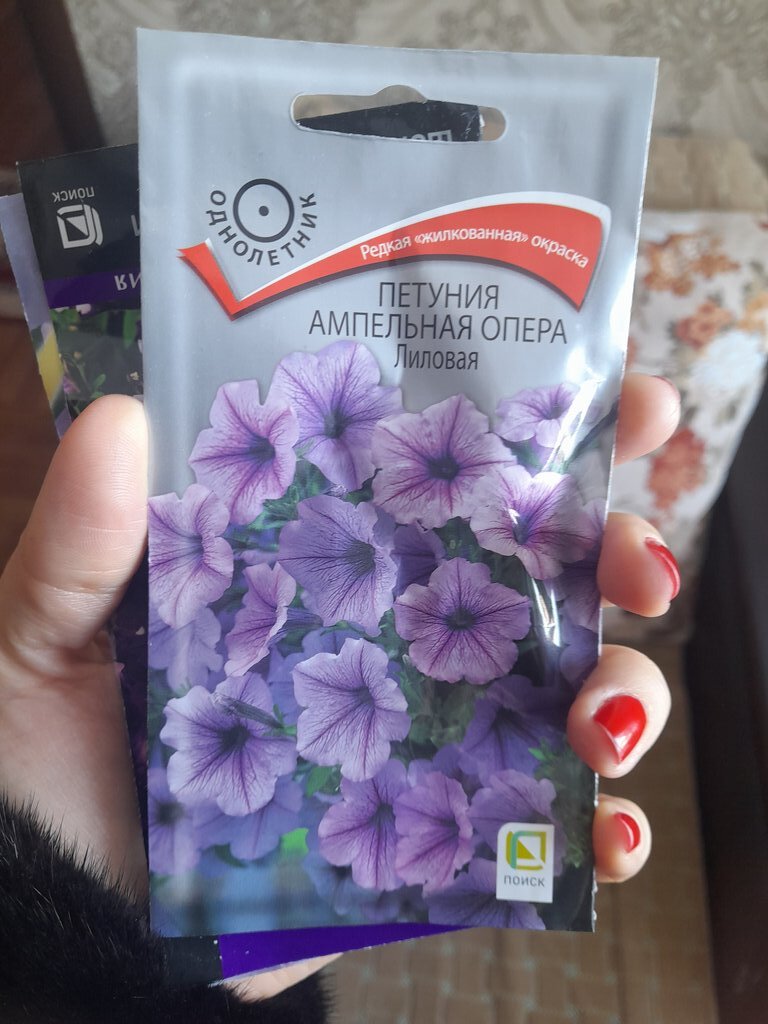 ОДНОЛЕТНИК
Редкая «жилкованная» окраска
ПЕТУНИЯ
АМПЕЛЬНАЯ ОПЕРА
Лиловая
ПОИСК
ПОИСК